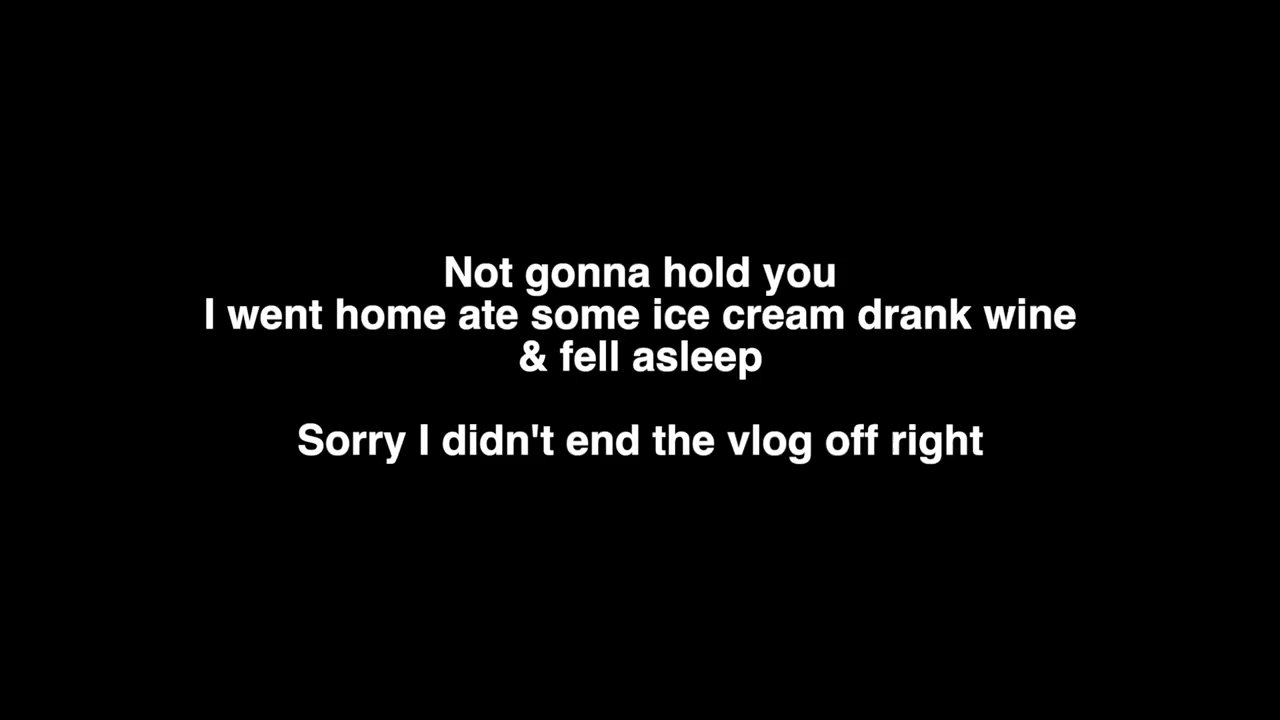 Not gonna hold you
I went home ate some ice cream drank wine
& fell asleep
Sorry I didn't end the vlog off right